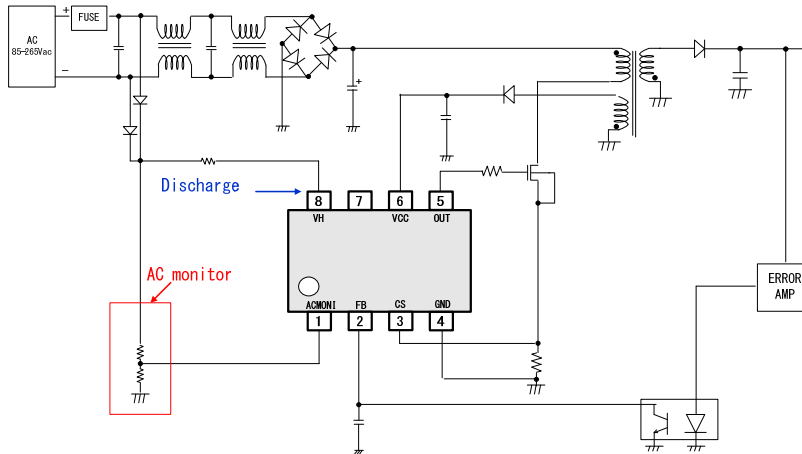 +
FUSE
AC
85-265Vac
−
Discharge
8
7
6
5
VH
VCC
OUT
AC monitor
ERROR
AMP
ACMONI
FB
CS
GND
1
2
3
4
+